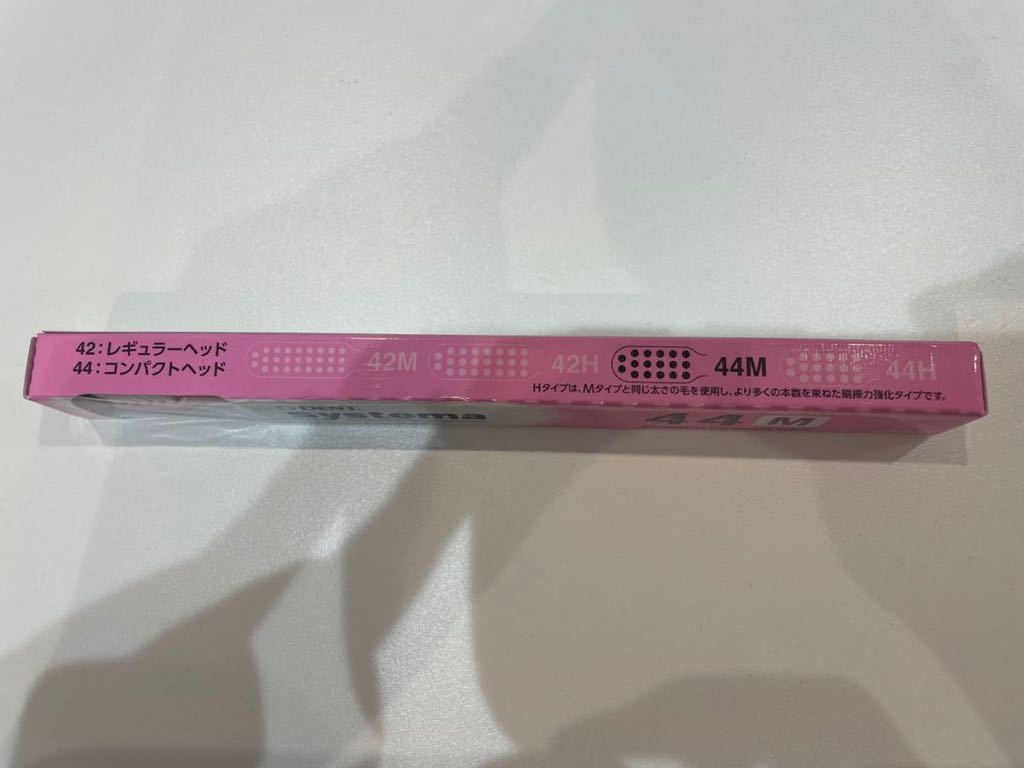 42：レギュラーヘッド
44：コンパクトヘッド
42M
42H
44M
44H
Hタイプは、Mタイプと同じ太さの毛を使用し、より多くの本数を束ねた刷掃力強化タイプです。
DENT.
systema
44 M